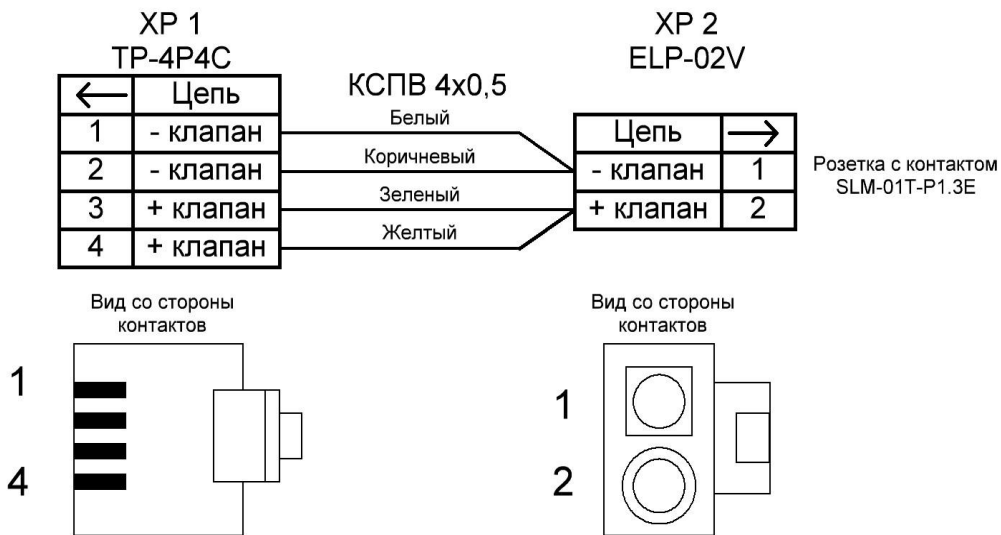 XP 1
TP-4P4C
← Цепь
1 - клапан
2 - клапан
3 + клапан
4 + клапан
КСПВ 4х0,5
Белый
Коричневый
Зеленый
Желтый
XP 2
ELP-02V
Цепь →
- клапан 1
+ клапан 2
Розетка с контактом
SLM-01T-P1.3E
Вид со стороны
контактов
1
4
Вид со стороны
контактов
1
2